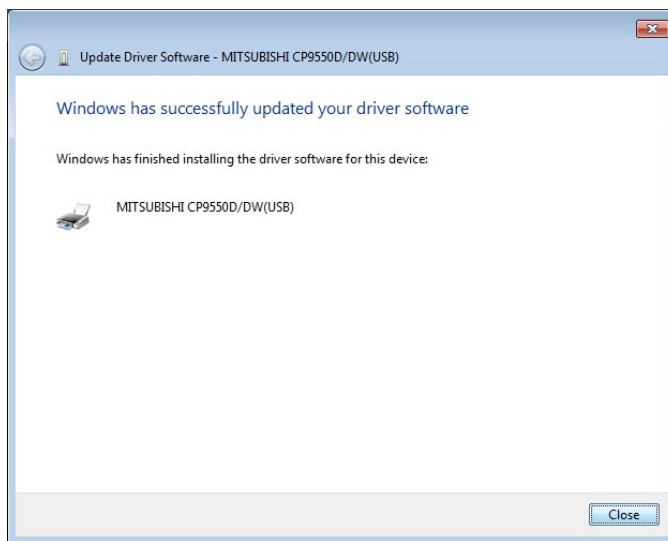 Update Driver Software - MITSUBISHI CP9550D/DW(USB)
Windows has successfully updated your driver software
Windows has finished installing the driver software for this device:
MITSUBISHI CP9550D/DW(USB)
Close